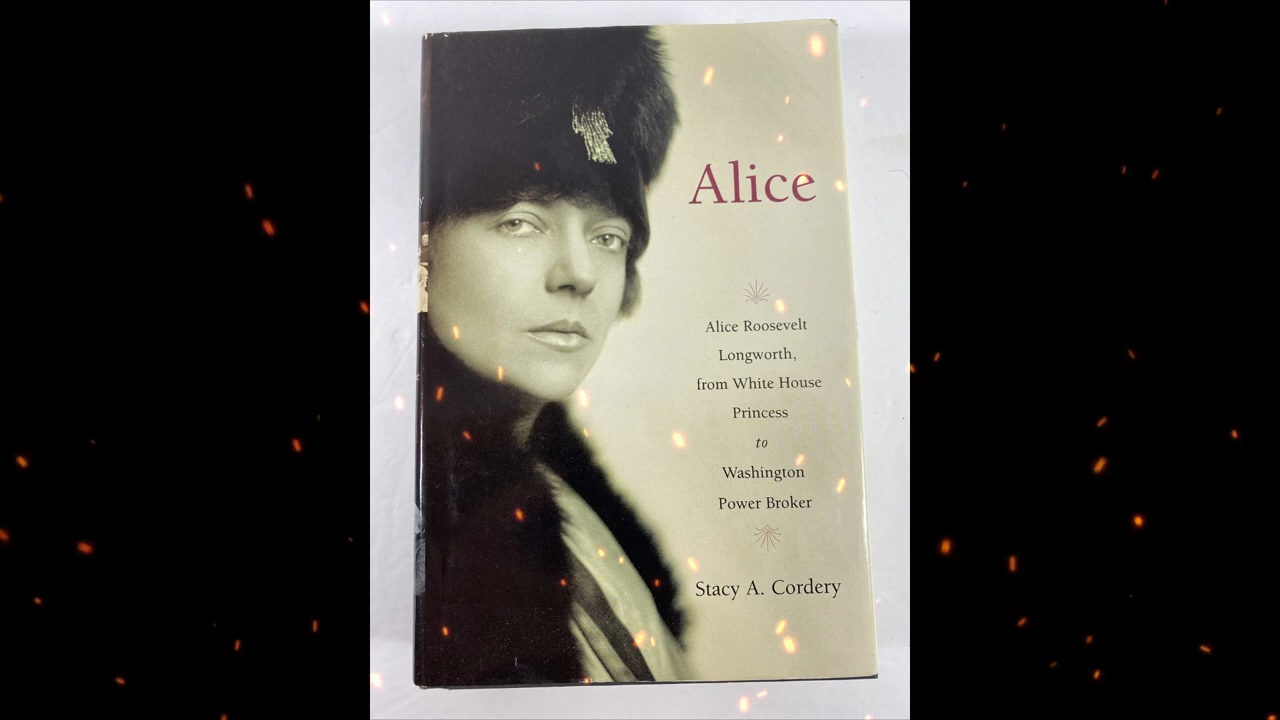 Alice
Alice Roosevelt
Longworth,
from White House
Princess
to
Washington
Power Broker
Stacy A. Cordery